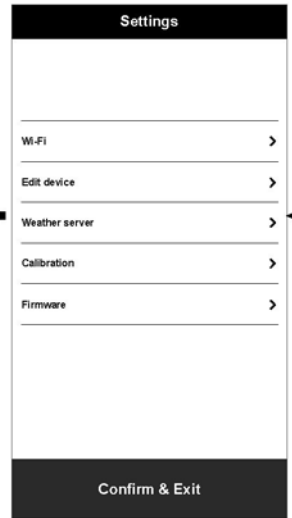 Settings
Wi-Fi
Edit device
Weather server
Calibration
Firmware
Confirm & Exit